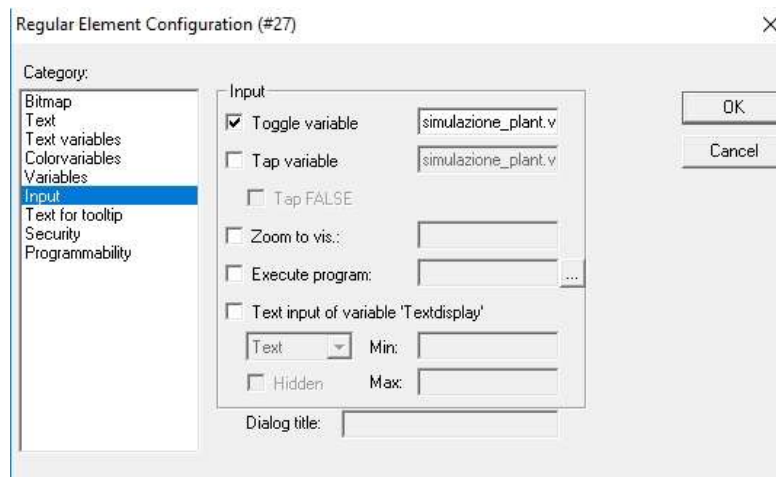 Regular Element Configuration (#27)
Category:
Bitmap
Text
Text variables
Colorvariables
Variables
Input
Text for tooltip
Security
Programmability
Input
Toggle variable simulazione_plant.v
Tap variable simulazione_plant.v
Tap FALSE
Zoom to vis.:
Execute program: ...
Text input of variable 'Textdisplay'
Text Min:
Hidden Max:
Dialog title:
OK
Cancel